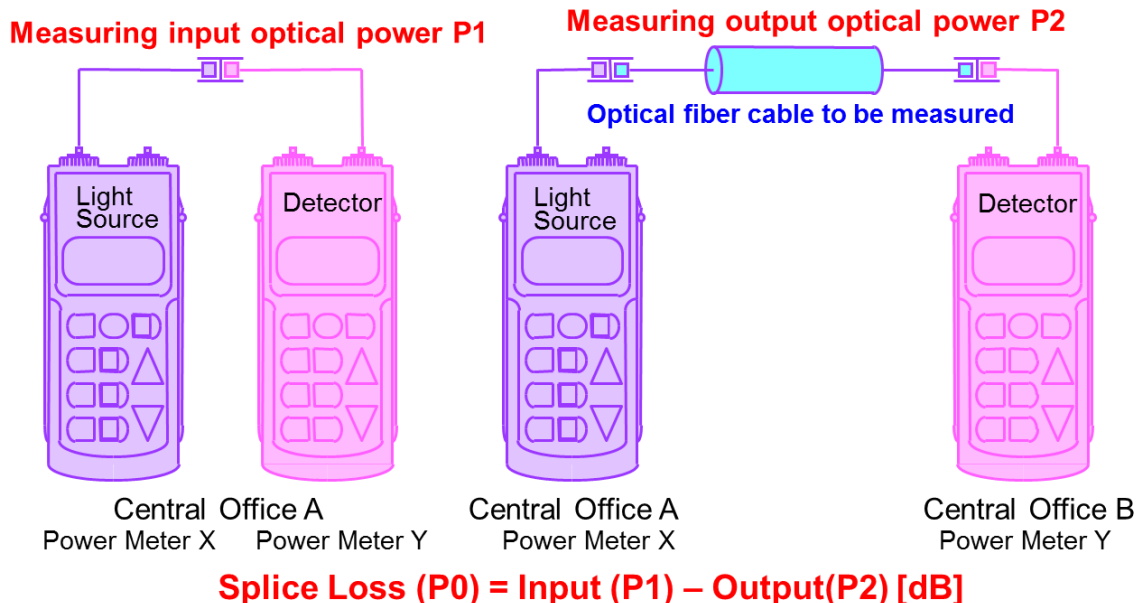 Measuring input optical power P1
Measuring output optical power P2
Optical fiber cable to be measured
Light
Source
Detector
Light
Source
Detector
Central Office A
Power Meter X Power Meter Y
Central Office A
Power Meter X
Central Office B
Power Meter Y
Splice Loss (P0) = Input (P1) – Output(P2) [dB]